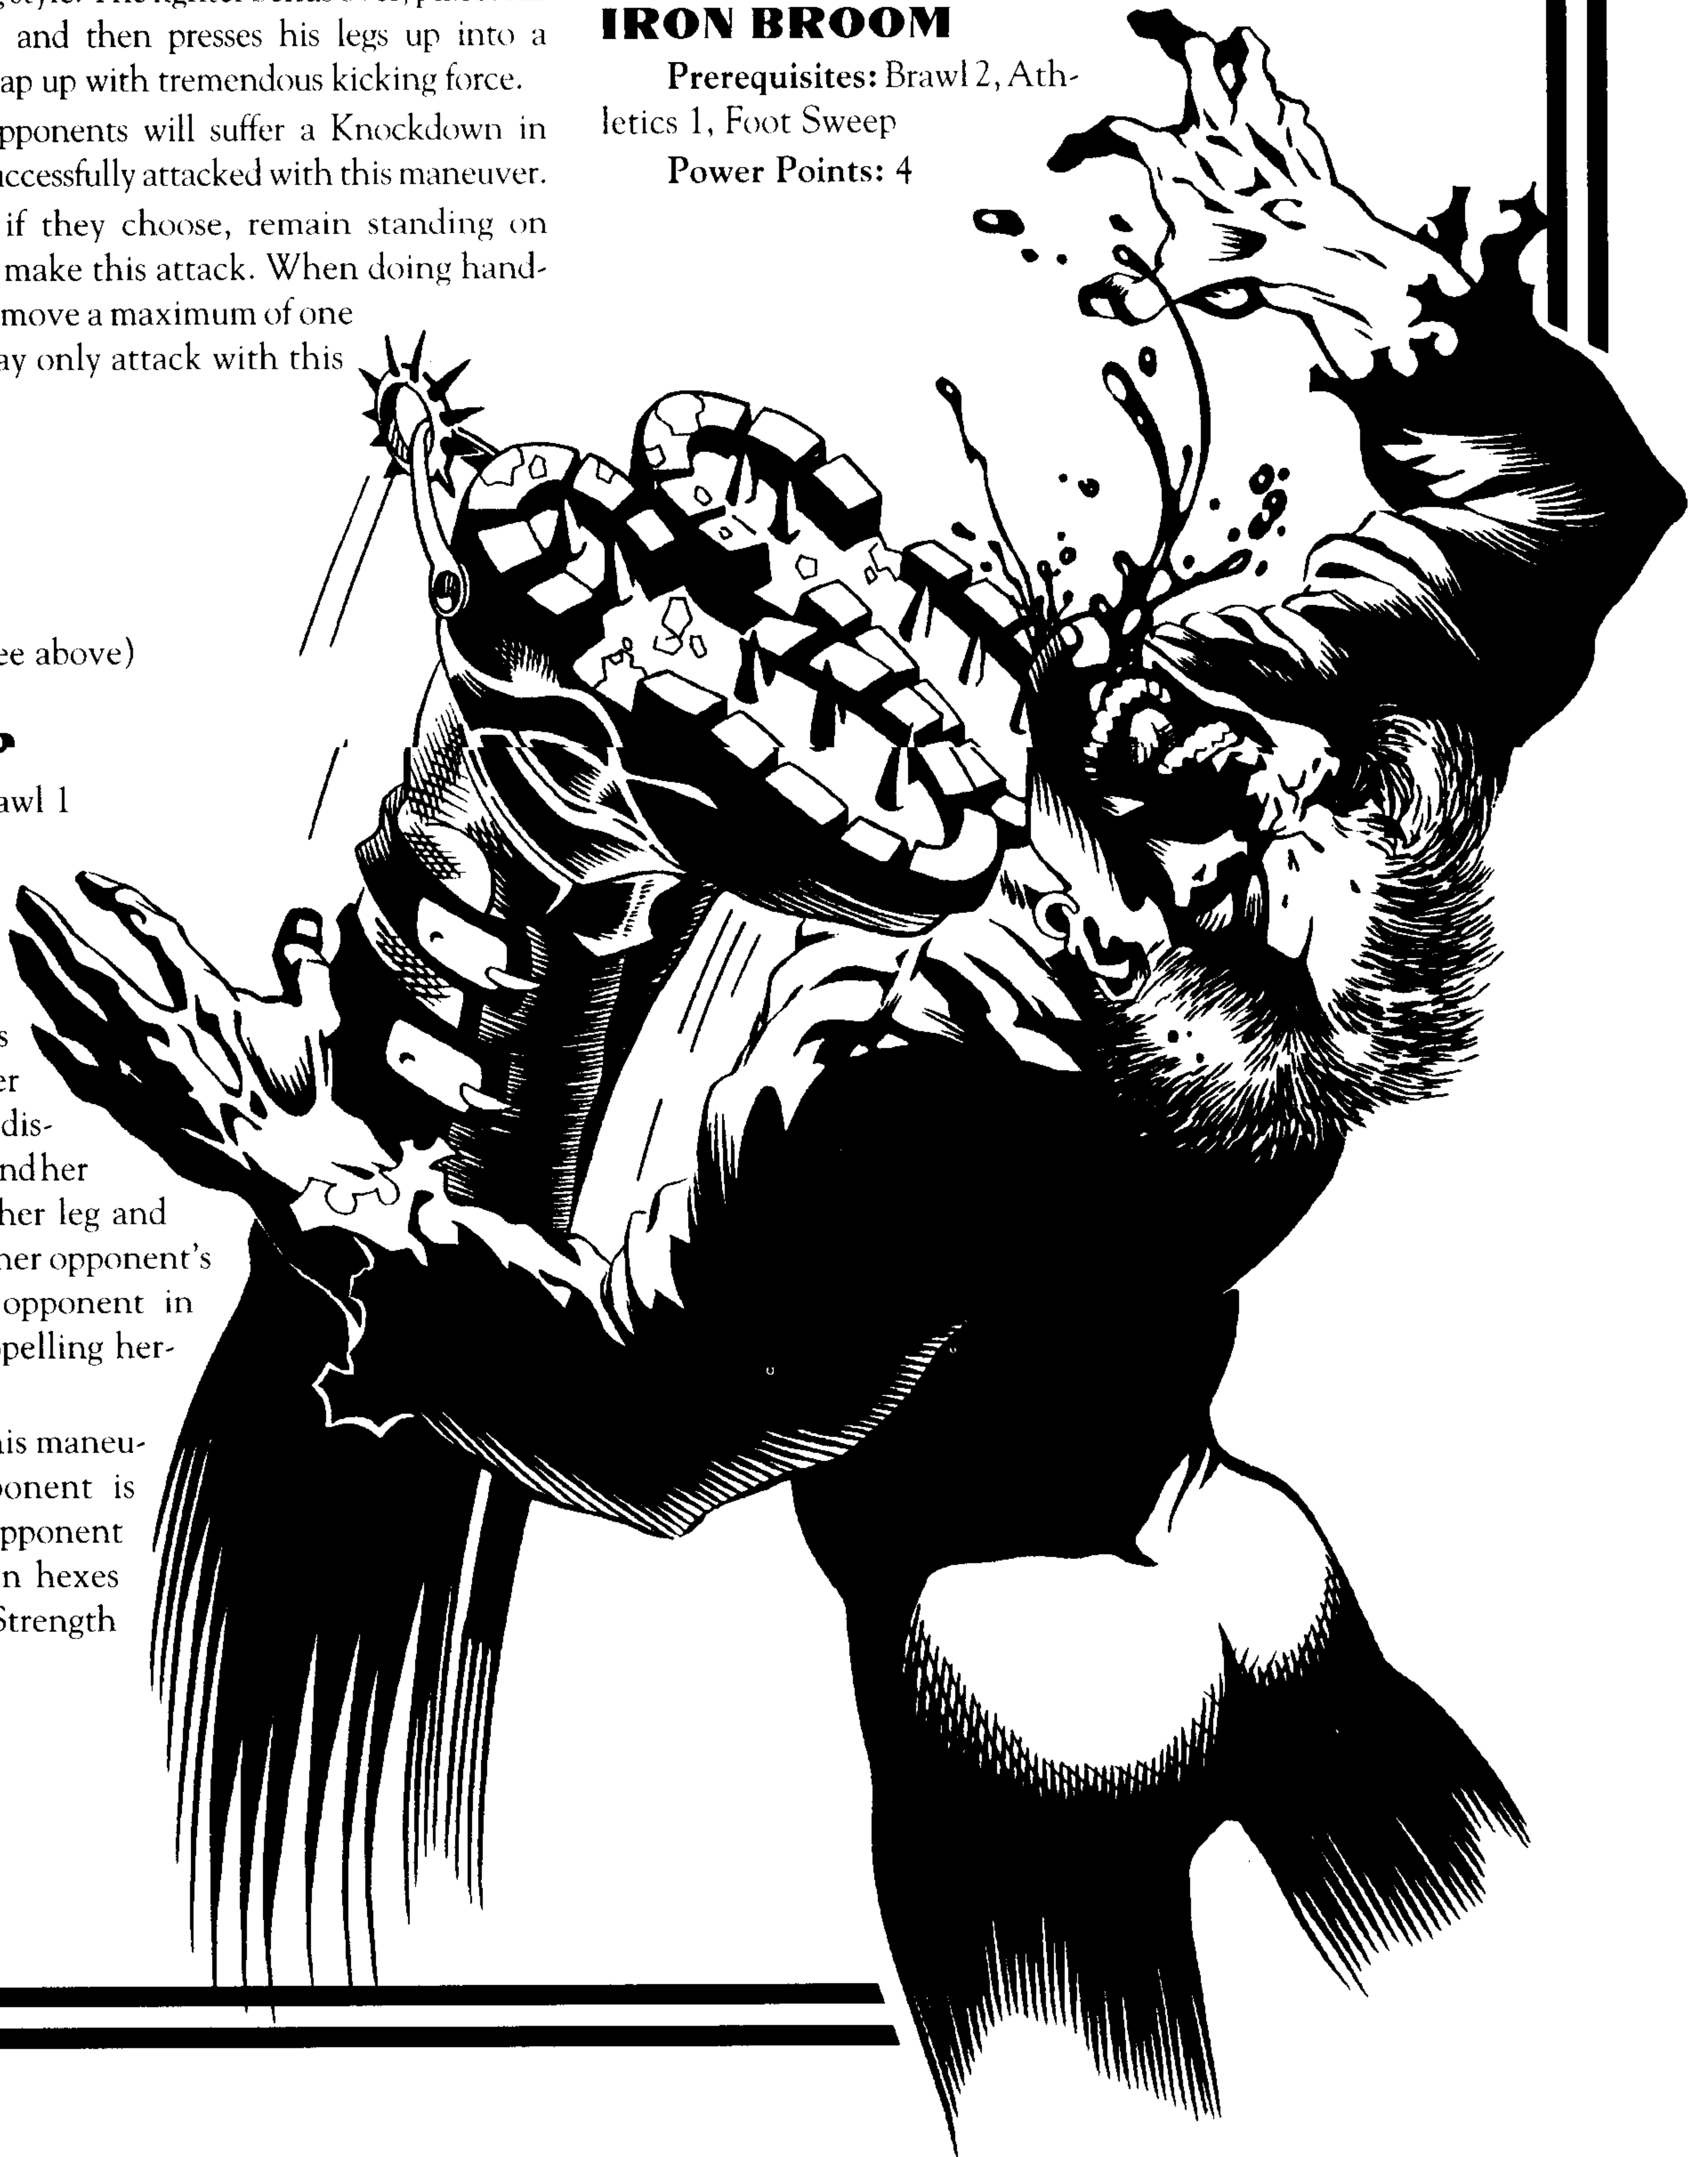 and then presses his legs up into a
ap up with tremendous kicking force.
pponents will suffer a Knockdown in
uccessfully attacked with this maneuver.
if they choose, remain standing on
make this attack. When doing hand-
move a maximum of one
ay only attack with this
ee above)
awl 1
s
er
dis-
nd her
her leg and
her opponent's
opponent in
pelling her-
his maneu-
ponent is
pponent
n hexes
Strength
IRON BROOM
Prerequisites: Brawl 2, Ath-
letics 1, Foot Sweep
Power Points: 4